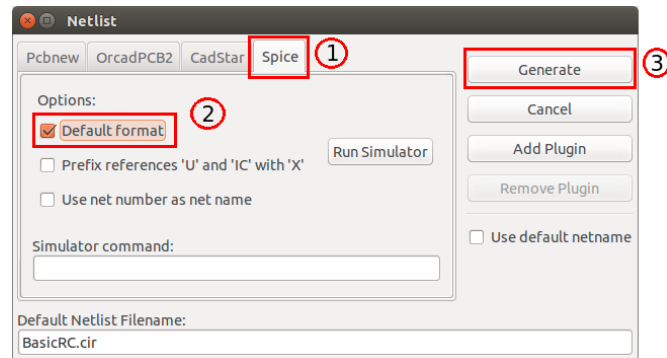 Netlist
Pcbnew OrcadPCB2 CadStar Spice 1
Generate 3
Options:
2
Cancel
Default format
Add Plugin
Run Simulator
Prefix references 'U' and 'IC' with 'X'
Remove Plugin
Use net number as net name
Use default netname
Simulator command:
Default Netlist Filename:
BasicRC.cir